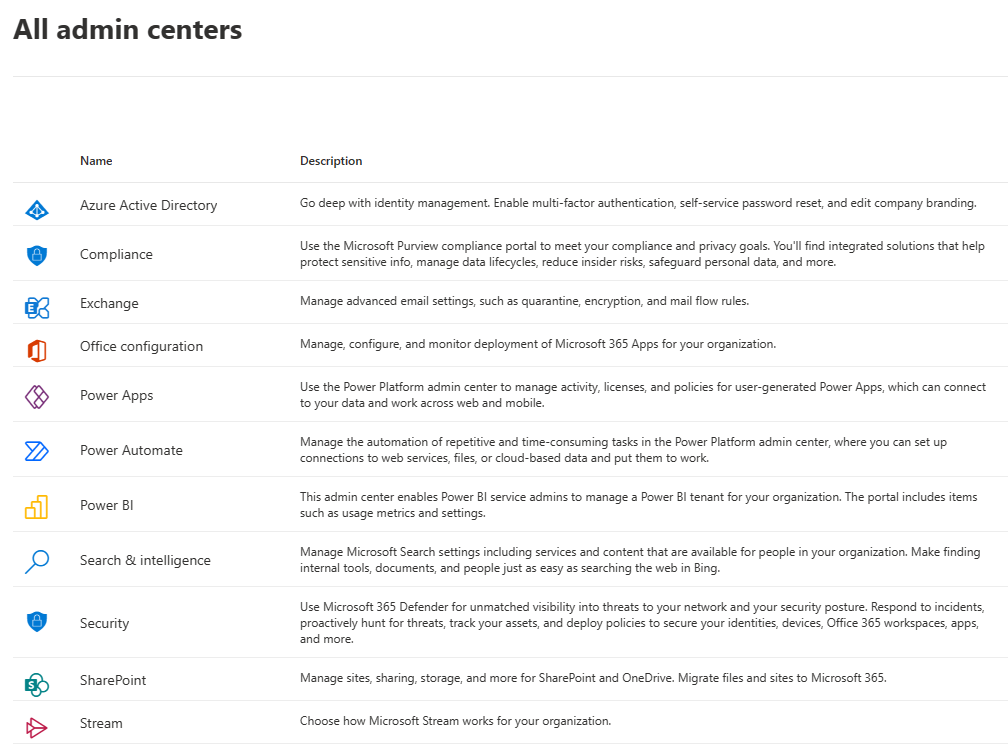 All admin centers
Name Description
Azure Active Directory Go deep with identity management. Enable multi-factor authentication, self-service password reset, and edit company branding.
Compliance Use the Microsoft Purview compliance portal to meet your compliance and privacy goals. You'll find integrated solutions that help
protect sensitive info, manage data lifecycles, reduce insider risks, safeguard personal data, and more.
Exchange Manage advanced email settings, such as quarantine, encryption, and mail flow rules.
Office configuration Manage, configure, and monitor deployment of Microsoft 365 Apps for your organization.
Power Apps Use the Power Platform admin center to manage activity, licenses, and policies for user-generated Power Apps, which can connect
to your data and work across web and mobile.
Power Automate Manage the automation of repetitive and time-consuming tasks in the Power Platform admin center, where you can set up
connections to web services, files, or cloud-based data and put them to work.
Power BI This admin center enables Power BI service admins to manage a Power BI tenant for your organization. The portal includes items
such as usage metrics and settings.
Search & intelligence Manage Microsoft Search settings including services and content that are available for people in your organization. Make finding
internal tools, documents, and people just as easy as searching the web in Bing.
Security Use Microsoft 365 Defender for unmatched visibility into threats to your network and your security posture. Respond to incidents,
proactively hunt for threats, track your assets, and deploy policies to secure your identities, devices, Office 365 workspaces, apps,
and more.
SharePoint Manage sites, sharing, storage, and more for SharePoint and OneDrive. Migrate files and sites to Microsoft 365.
Stream Choose how Microsoft Stream works for your organization.